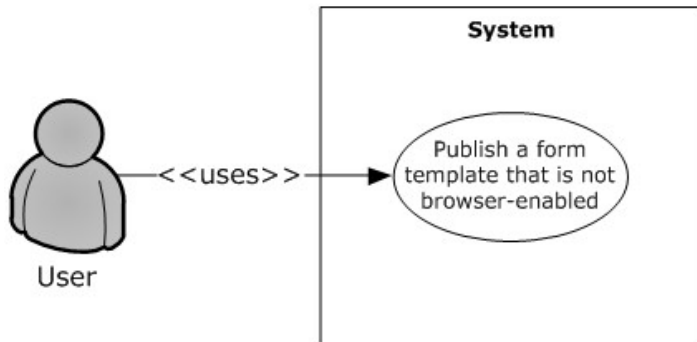 System
Publish a form
template that is not
browser-enabled
<<uses>>
User